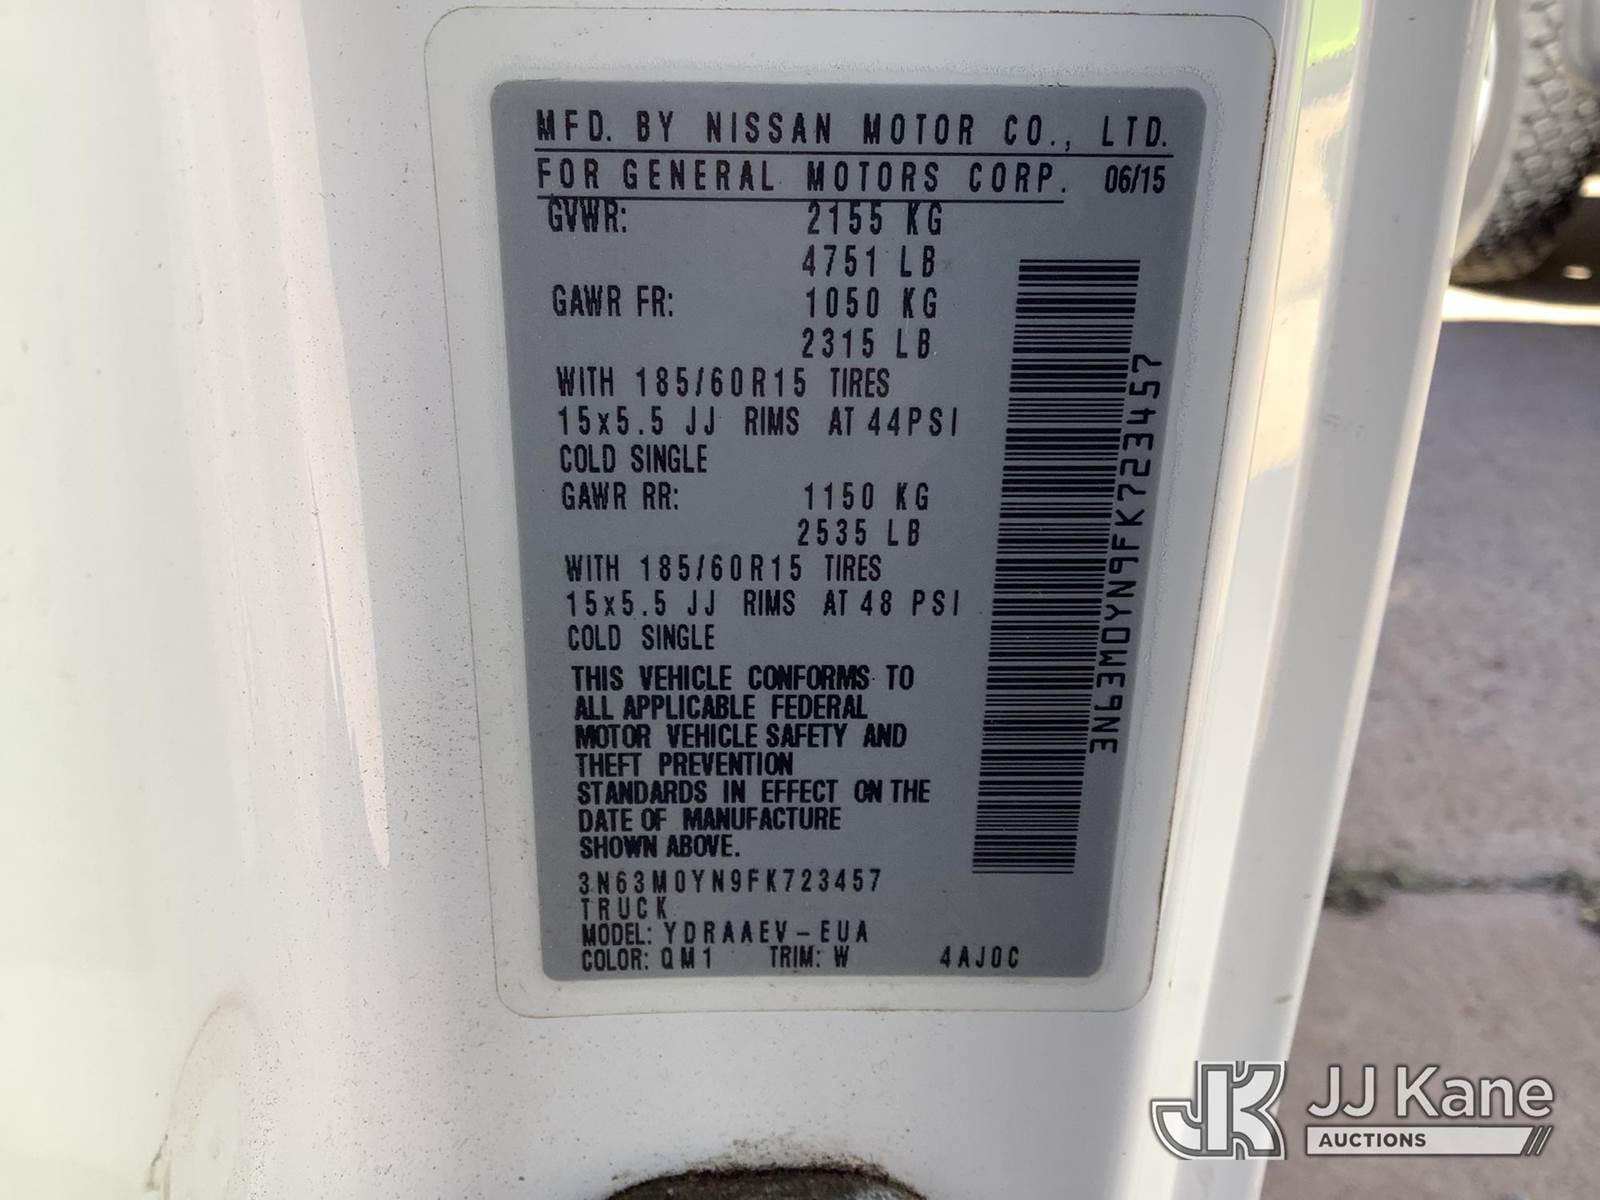 MFD. BY NISSAN MOTOR CO., LTD.
FOR GENERAL MOTORS CORP. 06/15
GVWR: 2155 KG
4751 LB
GAWR FR: 1050 KG
2315 LB
WITH 185/60R15 TIRES
15x5.5 JJ RIMS AT 44PSI
COLD SINGLE
GAWR RR: 1150 KG
2535 LB
WITH 185/60R15 TIRES
15x5.5 JJ RIMS AT 48 PSI
COLD SINGLE
THIS VEHICLE CONFORMS TO
ALL APPLICABLE FEDERAL
MOTOR VEHICLE SAFETY AND
THEFT PREVENTION
STANDARDS IN EFFECT ON THE
DATE OF MANUFACTURE
SHOWN ABOVE.
3N63M0YN9FK723457
TRUCK
MODEL: YDRAAEV-EUA
COLOR: QM1 TRIM: W 4AJ0C
3N63M0YN9FK723457
JK JJ Kane
AUCTIONS